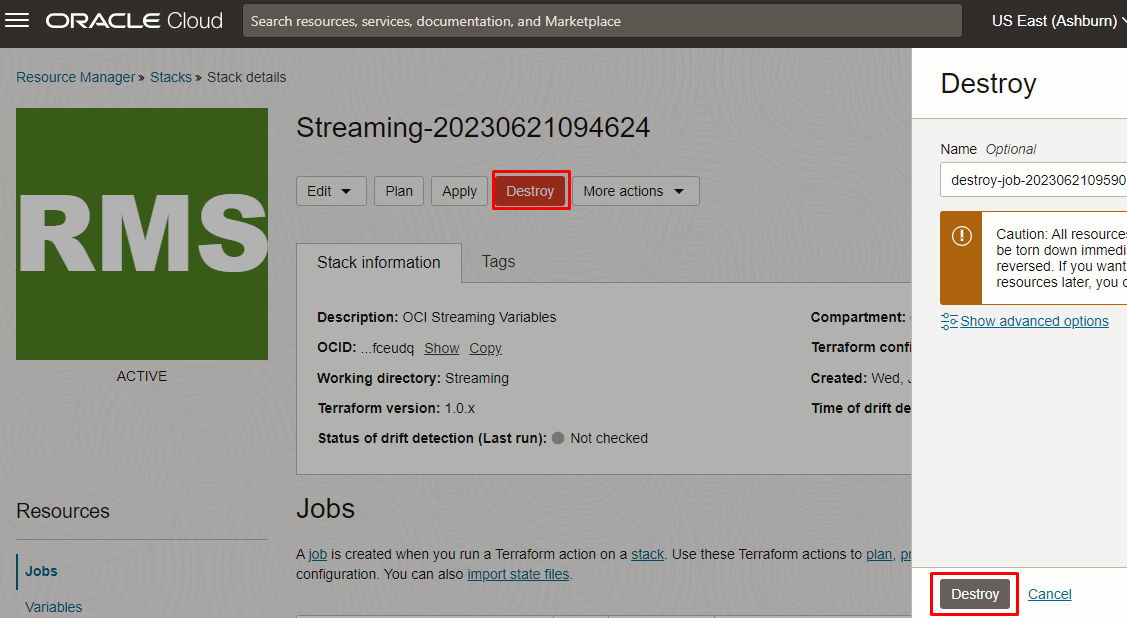 ORACLE Cloud
Search resources, services, documentation, and Marketplace
US East (Ashburn)
Resource Manager » Stacks » Stack details
RMS
ACTIVE
Streaming-20230621094624
Edit
Plan
Apply
Destroy
More actions
Stack information
Tags
Description: OCI Streaming Variables
OCID: ...fceudq Show Copy
Working directory: Streaming
Terraform version: 1.0.x
Status of drift detection (Last run): Not checked
Compartment:
Terraform confi
Created: Wed,
Time of drift de
Resources
Jobs
Variables
Jobs
A job is created when you run a Terraform action on a stack. Use these Terraform actions to plan, pr
configuration. You can also import state files.
Destroy
Name Optional
destroy-job-2023062109590
Caution: All resources
be torn down immedi
reversed. If you want
resources later, you c
Show advanced options
Destroy
Cancel